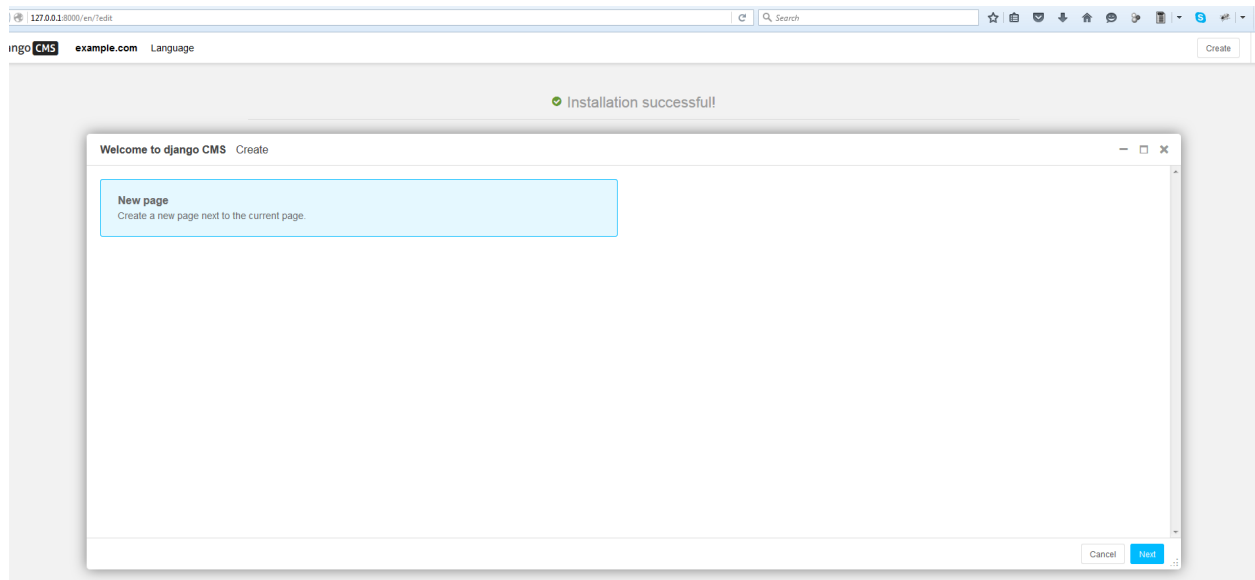 127.0.0.1:8000/en/?edit
Search
ngo CMS example.com Language
Create
Installation successful!
Welcome to django CMS Create
New page
Create a new page next to the current page.
Cancel
Next